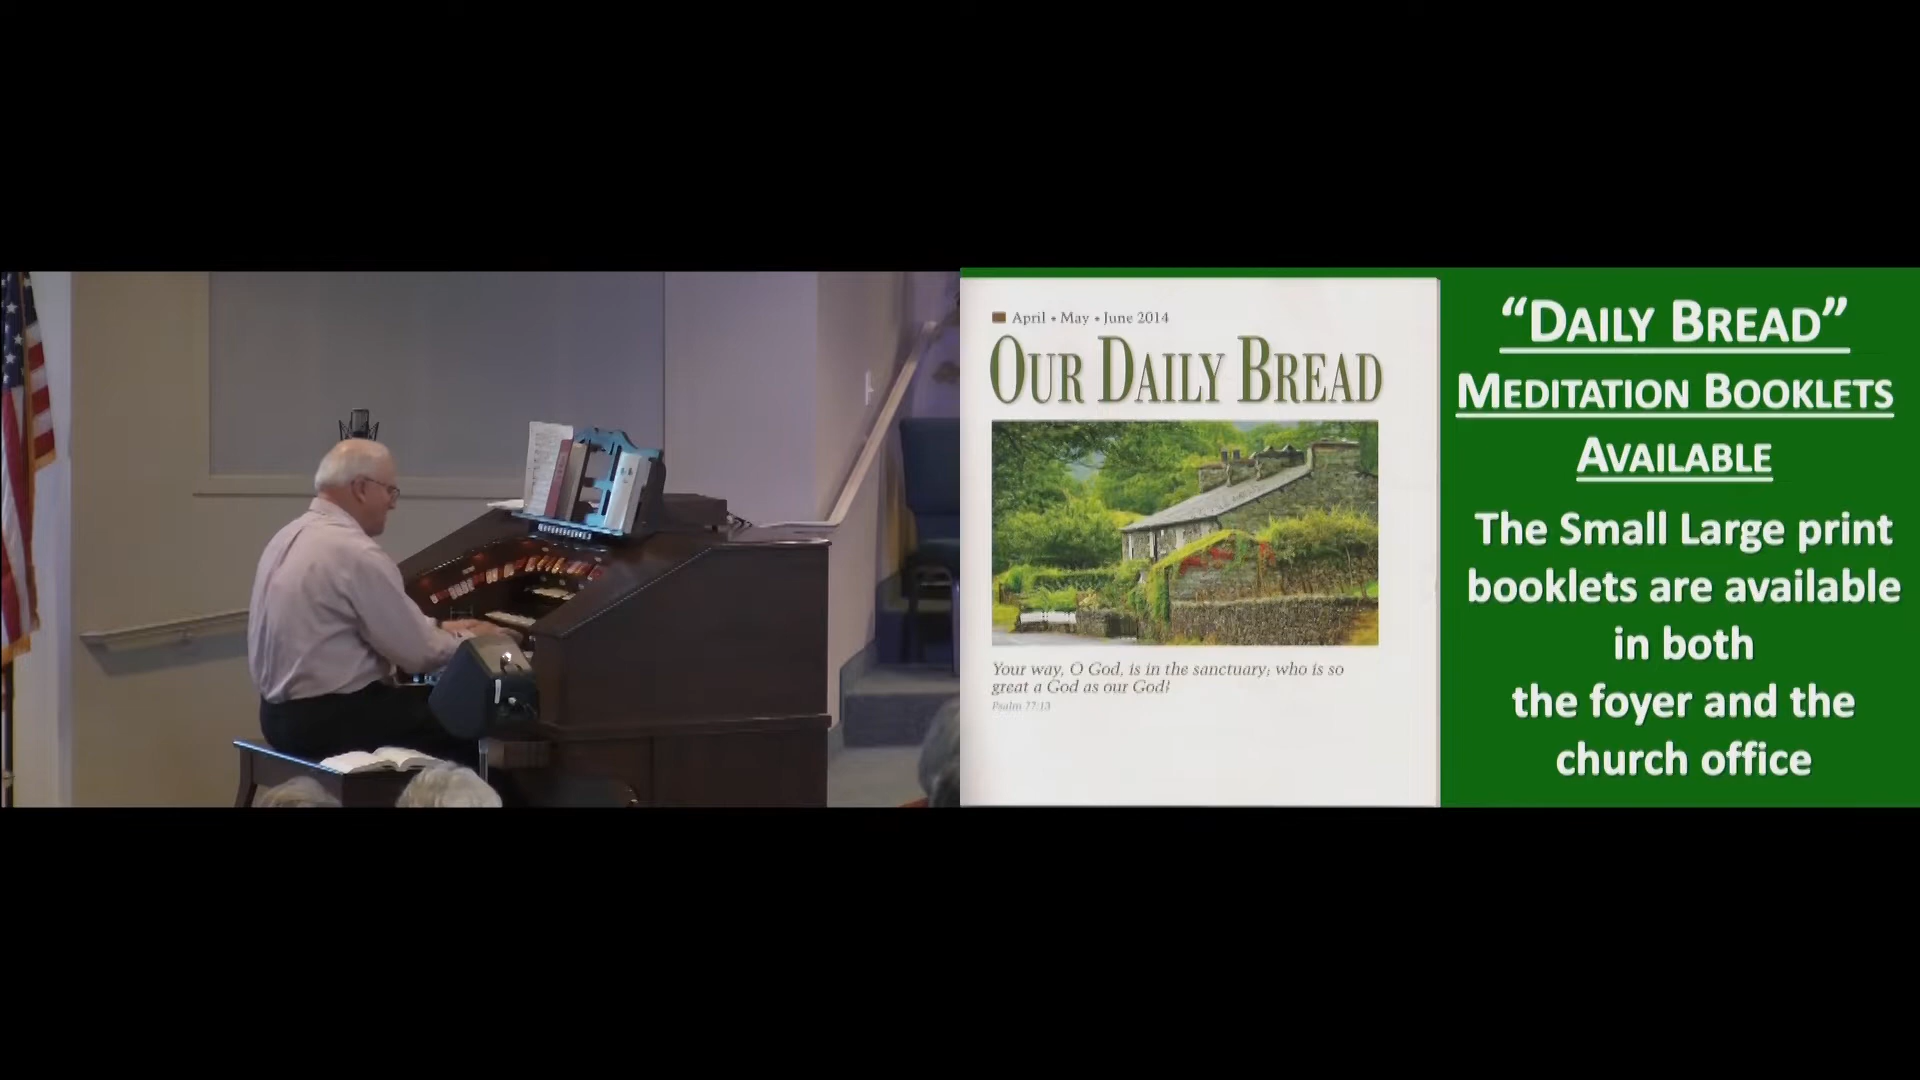 April • May • June 2014
OUR DAILY BREAD
Your way, O God, is in the sanctuary; who is so
great a God as our God?
Psalm 77:13
“DAILY BREAD”
MEDITATION BOOKLETS
AVAILABLE
The Small Large print
booklets are available
in both
the foyer and the
church office